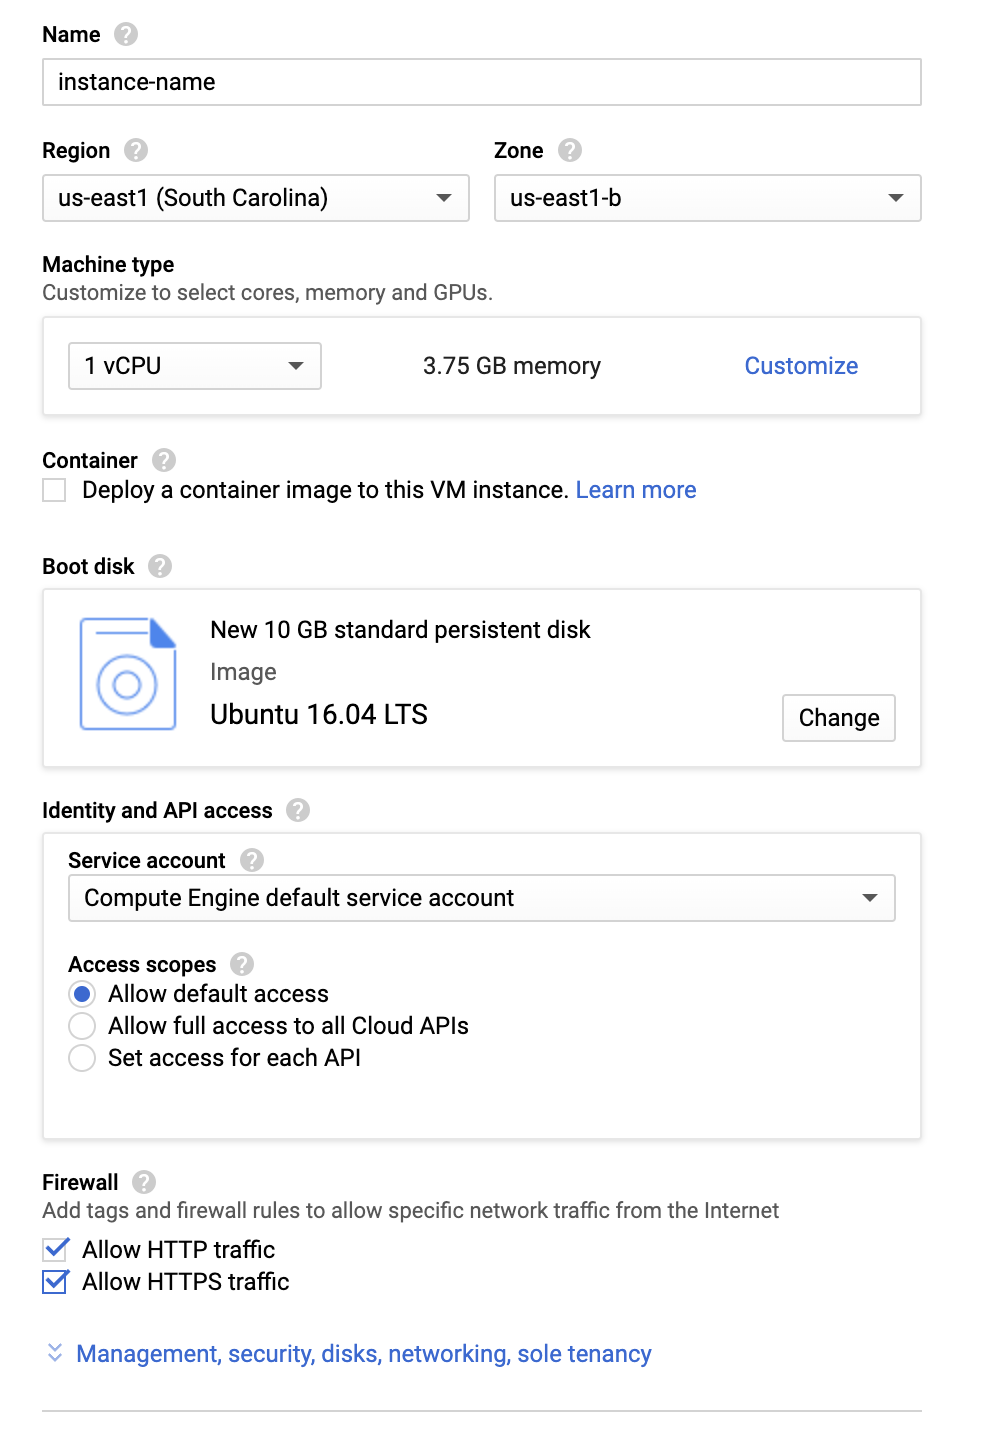 Name ?
instance-name
Region ? Zone ?
us-east1 (South Carolina) us-east1-b
Machine type
Customize to select cores, memory and GPUs.
1 vCPU 3.75 GB memory Customize
Container ?
Deploy a container image to this VM instance. Learn more
Boot disk ?
New 10 GB standard persistent disk
Image
Ubuntu 16.04 LTS
Change
Identity and API access ?
Service account ?
Compute Engine default service account
Access scopes ?
Allow default access
Allow full access to all Cloud APIs
Set access for each API
Firewall ?
Add tags and firewall rules to allow specific network traffic from the Internet
Allow HTTP traffic
Allow HTTPS traffic
Management, security, disks, networking, sole tenancy